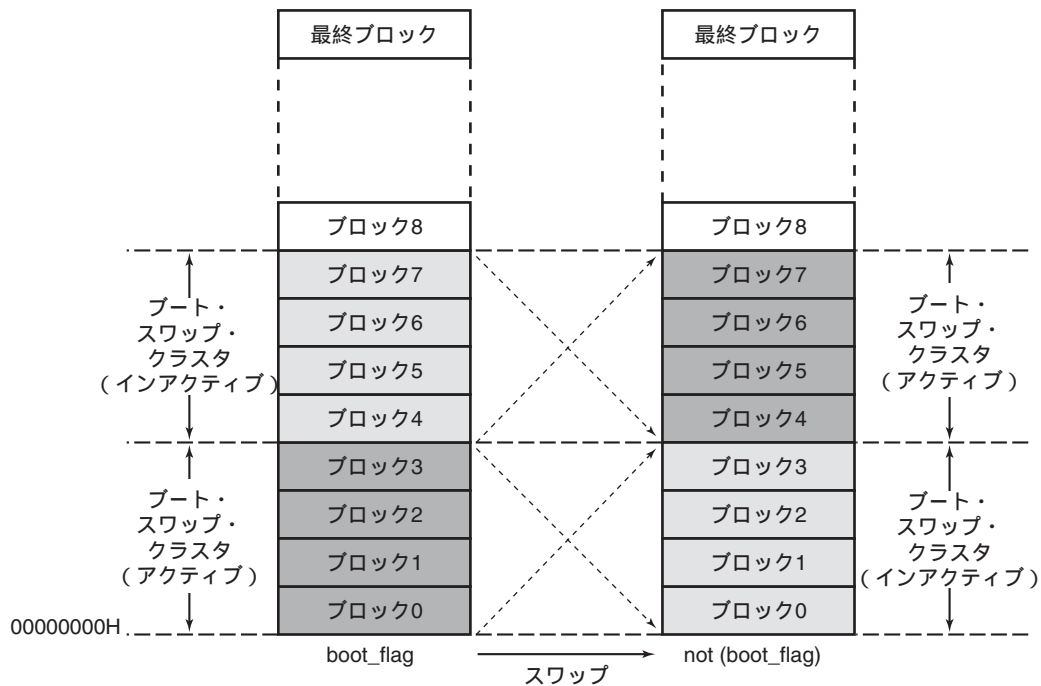 最終ブロック
最終ブロック
ブロック8
ブロック7
ブロック6
ブロック5
ブロック4
ブロック3
ブロック2
ブロック1
ブロック0
ブロック8
ブロック7
ブロック6
ブロック5
ブロック4
ブロック3
ブロック2
ブロック1
ブロック0
ブート・
スワップ・
クラスタ
（インアクティブ）
ブート・
スワップ・
クラスタ
（アクティブ）
ブート・
スワップ・
クラスタ
（アクティブ）
ブート・
スワップ・
クラスタ
（インアクティブ）
00000000H
boot_flag
スワップ
not (boot_flag)